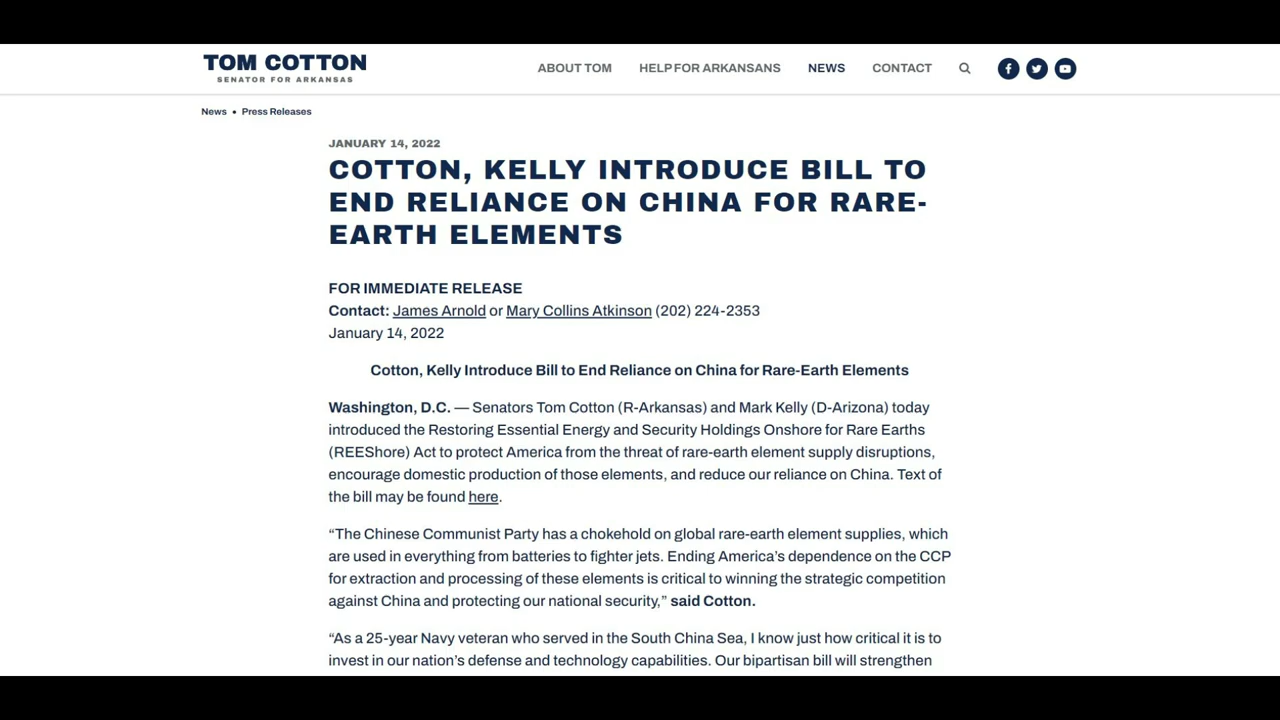 TOM COTTON
SENATOR FOR ARKANSAS
ABOUT TOM
HELP FOR ARKANSANS
NEWS
CONTACT
News • Press Releases
JANUARY 14, 2022
COTTON, KELLY INTRODUCE BILL TO
END RELIANCE ON CHINA FOR RARE-
EARTH ELEMENTS
FOR IMMEDIATE RELEASE
Contact: James Arnold or Mary Collins Atkinson (202) 224-2353
January 14, 2022
Cotton, Kelly Introduce Bill to End Reliance on China for Rare-Earth Elements
Washington, D.C. — Senators Tom Cotton (R-Arkansas) and Mark Kelly (D-Arizona) today
introduced the Restoring Essential Energy and Security Holdings Onshore for Rare Earths
(REEShore) Act to protect America from the threat of rare-earth element supply disruptions,
encourage domestic production of those elements, and reduce our reliance on China. Text of
the bill may be found here.
“The Chinese Communist Party has a chokehold on global rare-earth element supplies, which
are used in everything from batteries to fighter jets. Ending America’s dependence on the CCP
for extraction and processing of these elements is critical to winning the strategic competition
against China and protecting our national security,” said Cotton.
“As a 25-year Navy veteran who served in the South China Sea, I know just how critical it is to
invest in our nation’s defense and technology capabilities. Our bipartisan bill will strengthen